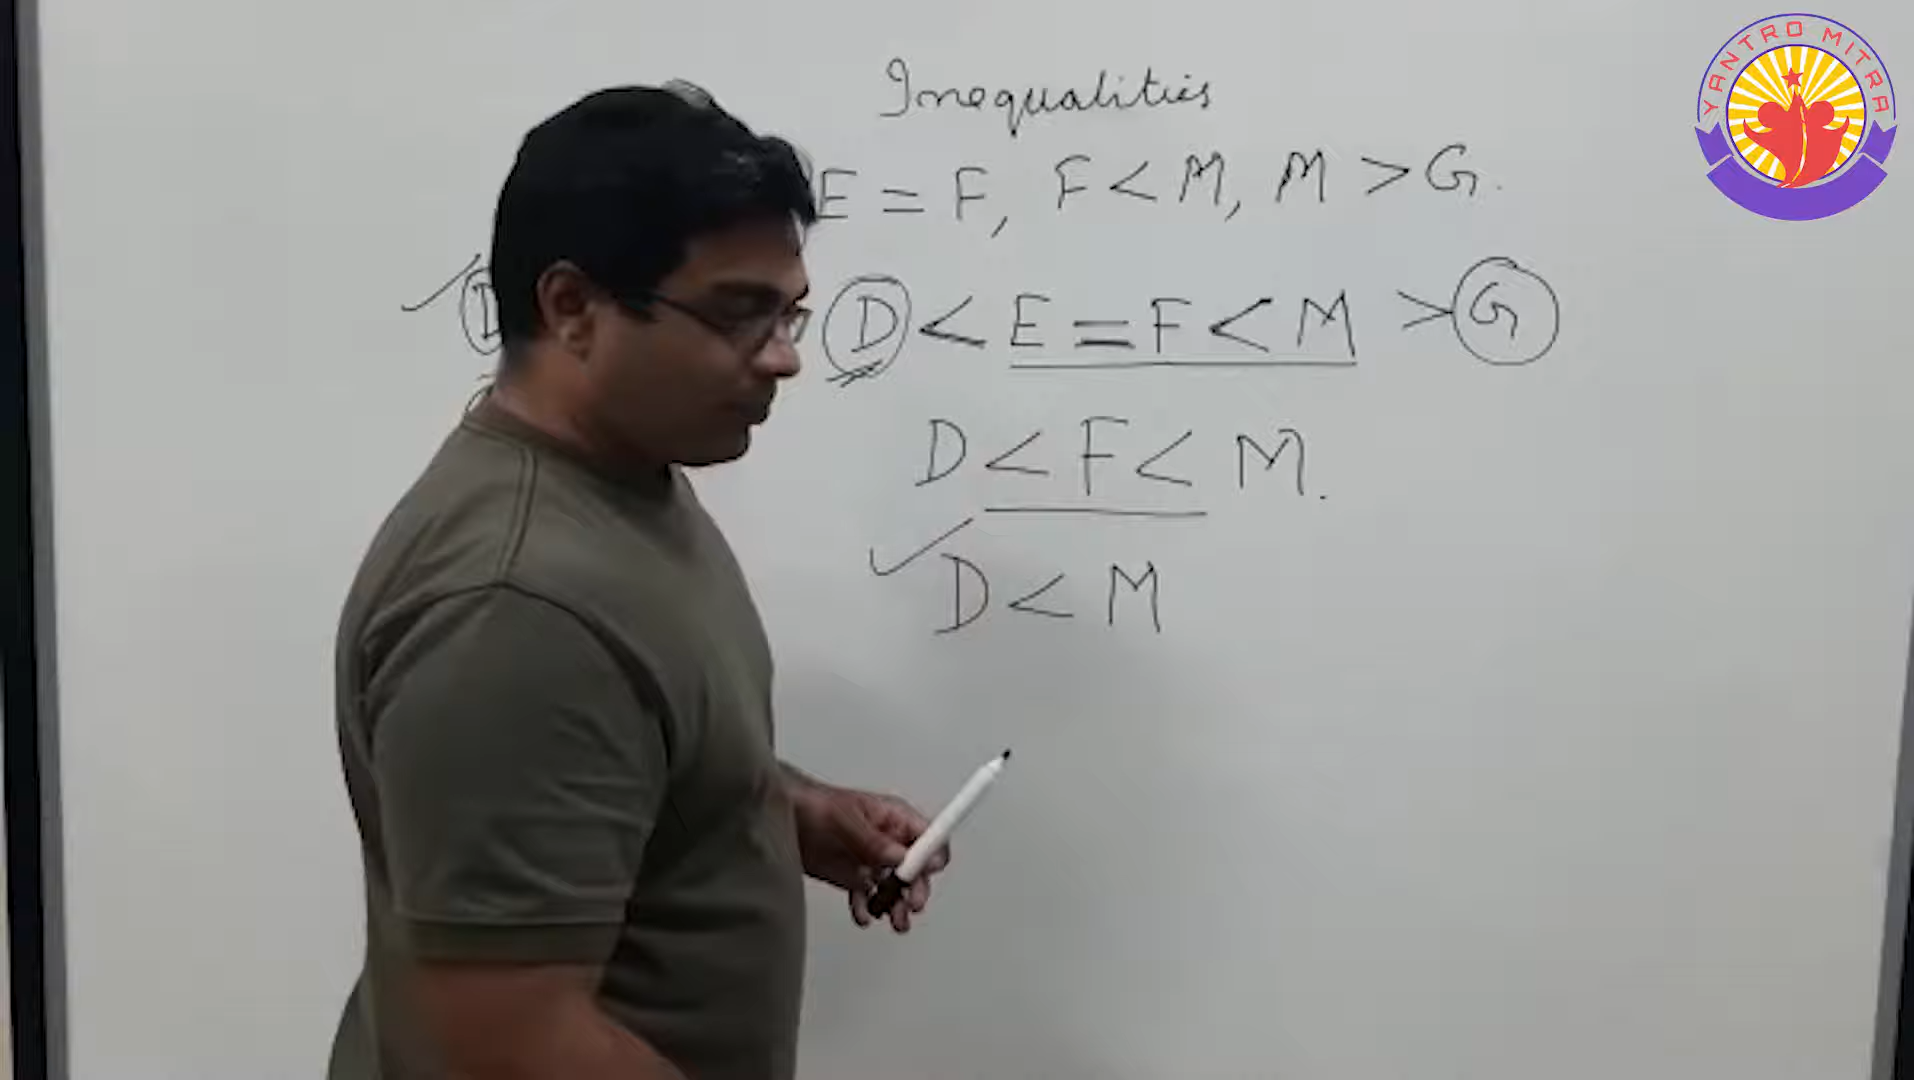 YANTRO MITRA
Inequalities
E = F, F < M, M > G.
D < E = F < M > G
D < F < M.
D < M